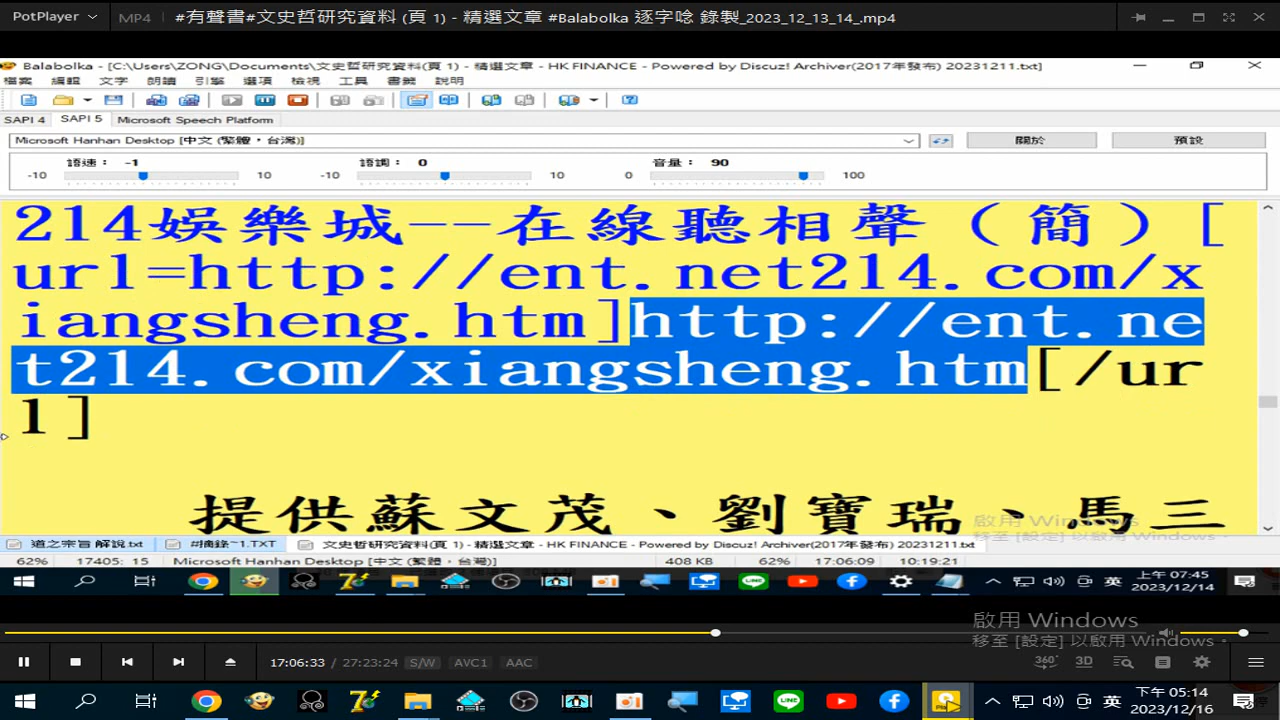 PotPlayer
MP4
#有聲書#文史哲研究資料 (頁 1) - 精選文章 #Balabolka 逐字唸 錄製_2023_12_13_14_.mp4
Balabolka - [C:\Users\ZONG\Documents\文史哲研究資料(頁 1) - 精選文章 - HK FINANCE - Powered by Discuz! Archiver(2017年發布) 20231211.txt]
檔案 編輯 文字 朗讀 引擎 選項 檢視 工具 書籤 說明
SAPI 4 SAPI 5 Microsoft Speech Platform
Microsoft Hanhan Desktop [中文 (繁體，台灣)]
關於
預設
語速： -1 語調： 0 音量： 90
-10 10 -10 10 0 100
214娛樂城--在線聽相聲（簡）[
url=http://ent.net214.com/x
iangsheng.htm]http://ent.ne
t214.com/xiangsheng.htm[/ur
l]
提供蘇文茂、劉寶瑞、馬三
啟用 Windows
移至 [設定] 以啟用 Windows。
道之宗旨 解說.txt
#摘錄~1.TXT
文史哲研究資料(頁 1) - 精選文章 - HK FINANCE - Powered by Discuz! Archiver(2017年發布) 20231211.txt
62% 17405: 15 Microsoft Hanhan Desktop [中文 (繁體，台灣)] 408 KB 62% 17:06:09 10:19:21
英
上午 07:45
2023/12/14
啟用 Windows
移至 [設定] 以啟用 Windows。
17:06:33 / 27:23:24 S/W AVC1 AAC
360°
3D
英
下午 05:14
2023/12/16